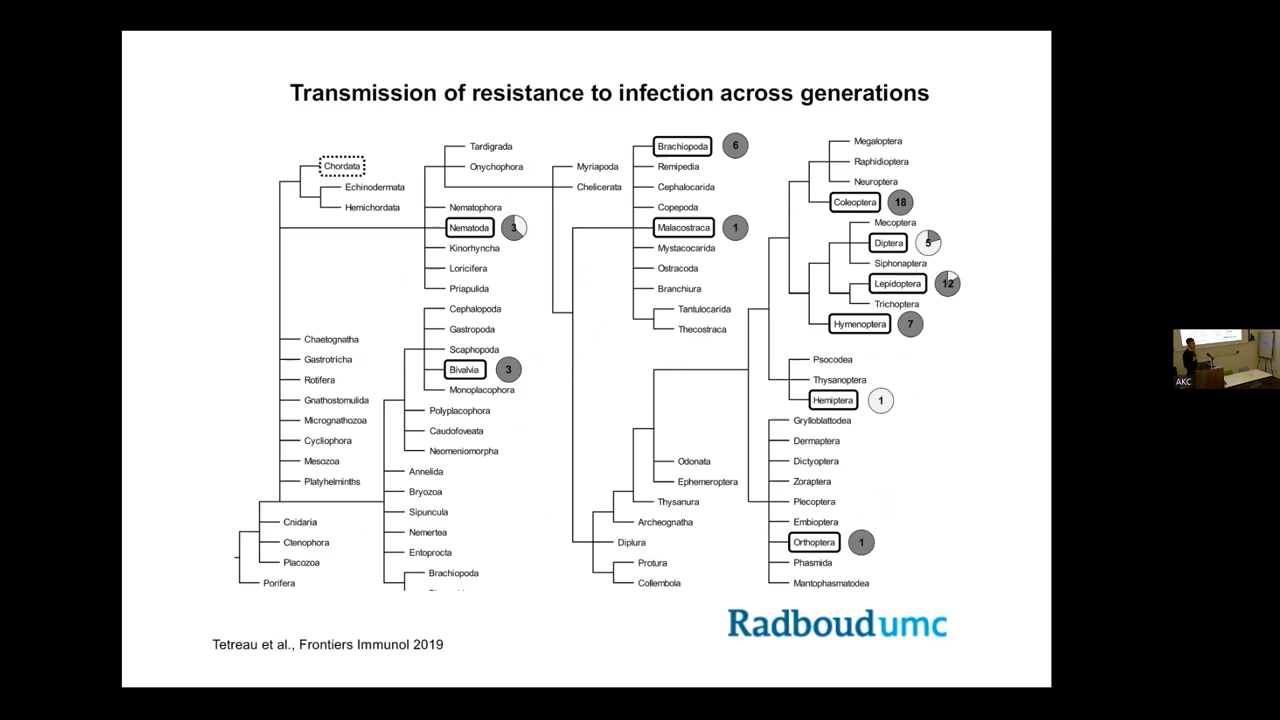 Transmission of resistance to infection across generations
Chordata
Echinodermata
Hemichordata
Chaetognatha
Gastrotricha
Rotifera
Gnathostomulida
Micrognathozoa
Cycliophora
Mesozoa
Platyhelminths
Cnidaria
Ctenophora
Placozoa
Porifera
Tardigrada
Onychophora
Nematophora
Nematoda 3
Kinorhyncha
Loricifera
Priapulida
Cephalopoda
Gastropoda
Scaphopoda
Bivalvia 3
Monoplacophora
Polyplacophora
Caudofoveata
Neomeniomorpha
Annelida
Bryozoa
Sipuncula
Nemertea
Entoprocta
Brachiopoda
Myriapoda
Chelicerata
Brachiopoda 6
Remipedia
Cephalocarida
Copepoda
Malacostraca 1
Mystacocarida
Ostracoda
Branchiura
Tantulocarida
Thecostraca
Odonata
Ephemeroptera
Thysanura
Archeognatha
Diplura
Protura
Collembola
Megaloptera
Raphidioptera
Neuroptera
Coleoptera 18
Mecoptera
Diptera 5
Siphonaptera
Lepidoptera 12
Trichoptera
Hymenoptera 7
Psocodea
Thysanoptera
Hemiptera 1
Grylloblattodea
Dermaptera
Dictyoptera
Zoraptera
Plecoptera
Embioptera
Orthoptera 1
Phasmida
Mantophasmatodea
Tetreau et al., Frontiers Immunol 2019
Radboudumc
AKC